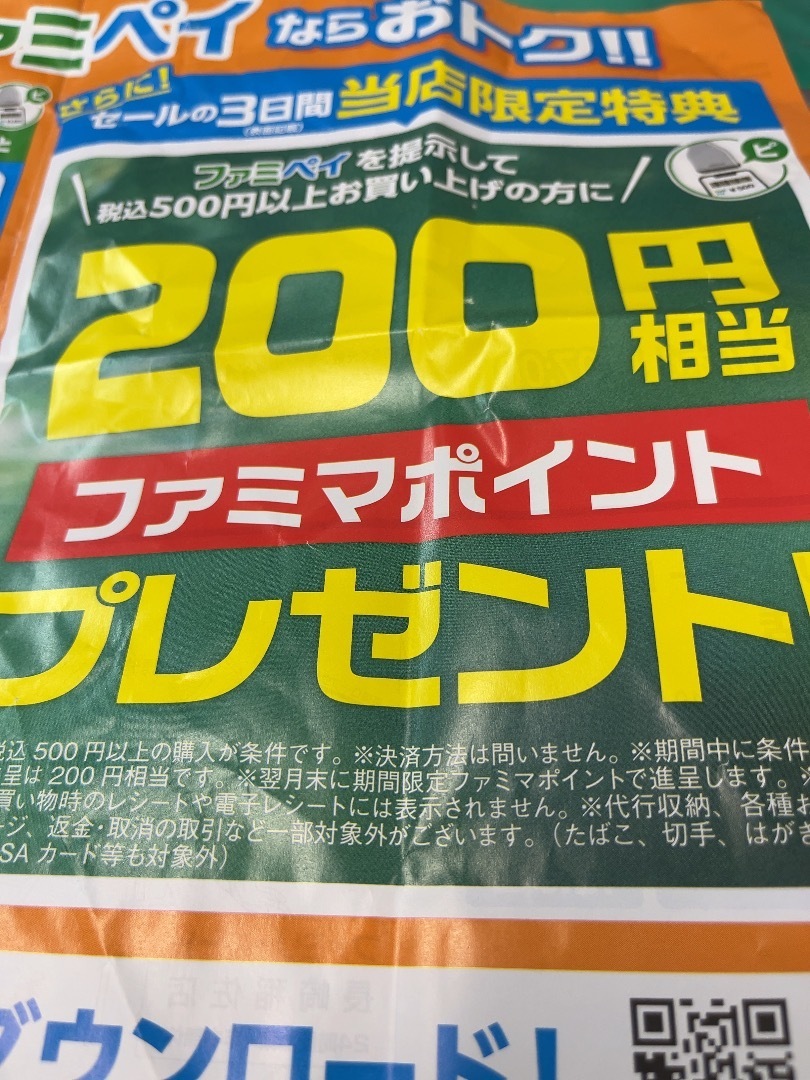 ファミペイならおトク!!
さらに!
セールの3日間 当店限定特典
ファミペイを提示して
税込500円以上お買い上げの方に
ピ
200円
相当
ファミマポイント
プレゼント!
税込500円以上の購入が条件です。※決済方法は問いません。※期間中に条件
呈は200円相当です。※翌月末に期間限定ファミマポイントで進呈します。※
買い物時のレシートや電子レシートには表示されません。※代行収納、各種さ
ージ、返金・取消の取引など一部対象外がございます。（たばこ、切手、はがき
SAカード等も対象外）
ダウンロード!